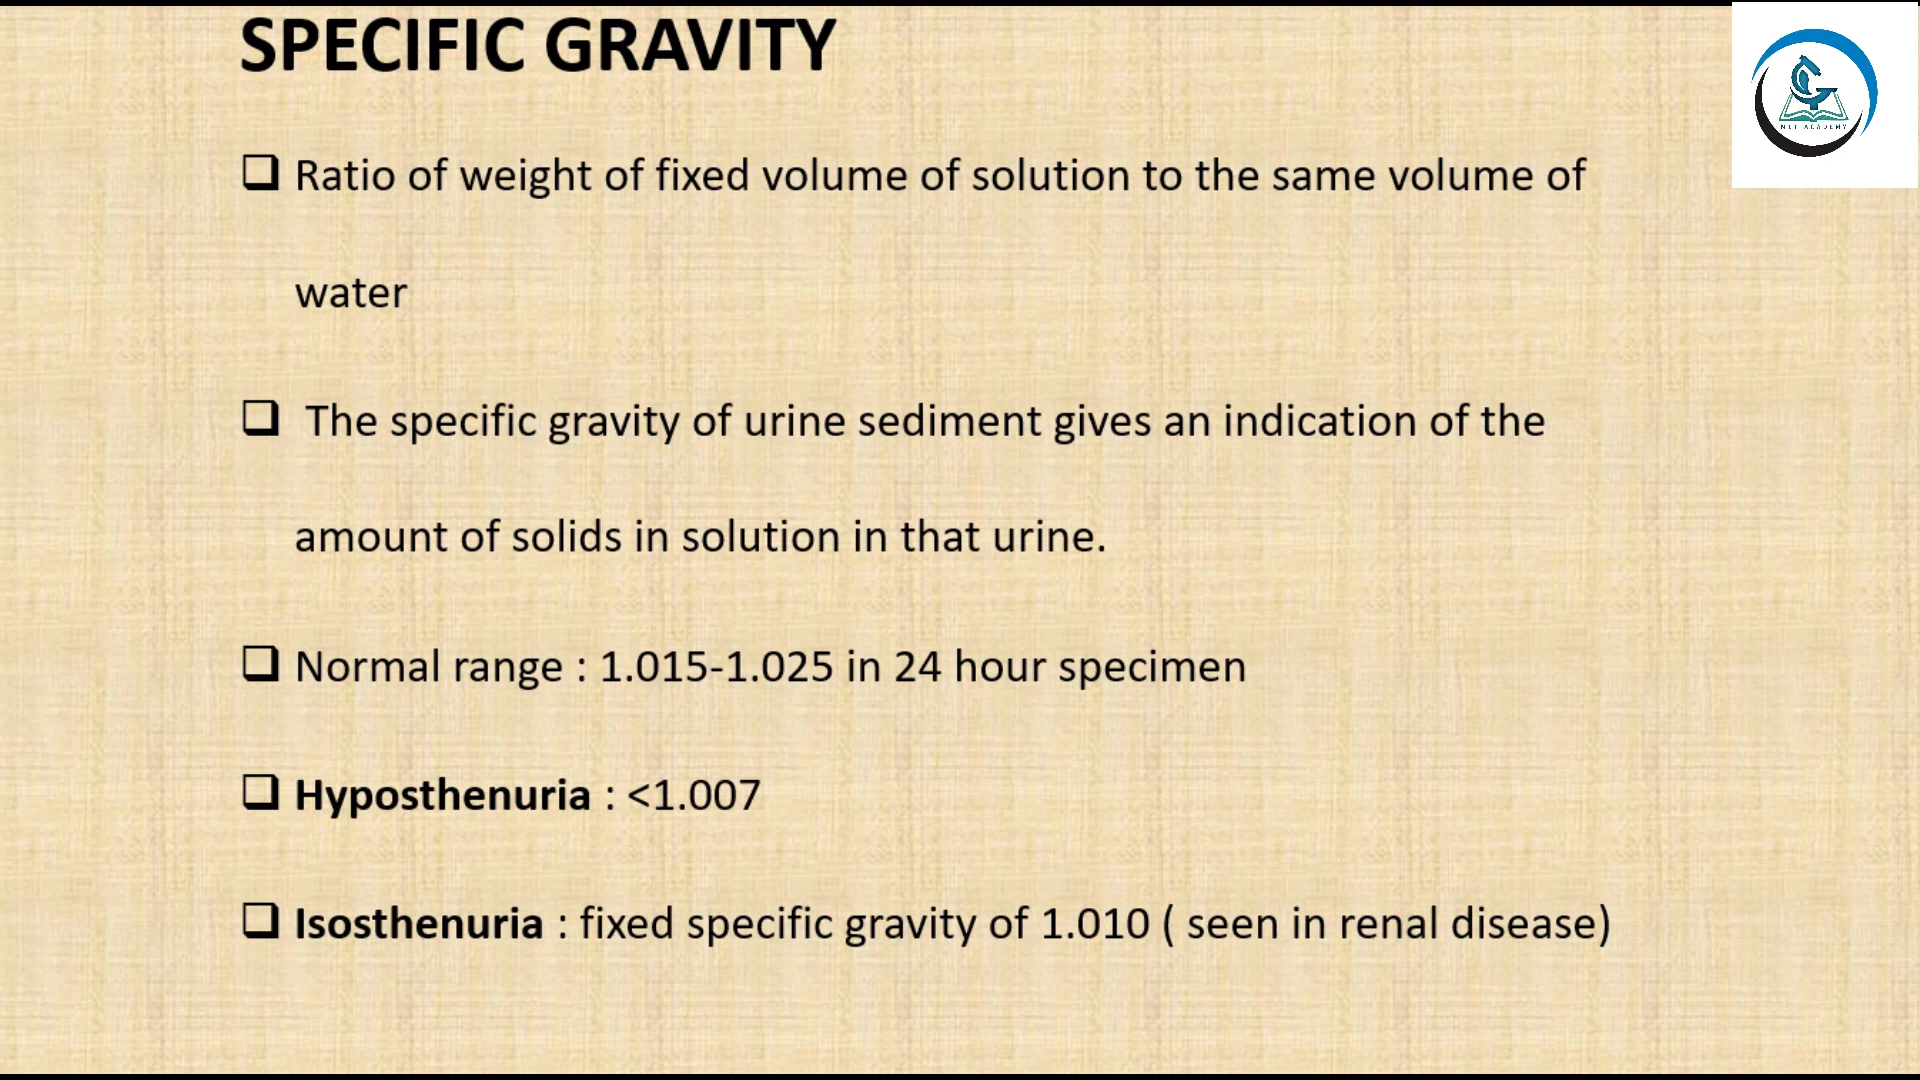 SPECIFIC GRAVITY
Ratio of weight of fixed volume of solution to the same volume of
water
The specific gravity of urine sediment gives an indication of the
amount of solids in solution in that urine.
Normal range : 1.015-1.025 in 24 hour specimen
Hyposthenuria : <1.007
Isosthenuria : fixed specific gravity of 1.010 ( seen in renal disease)
ACADEMY